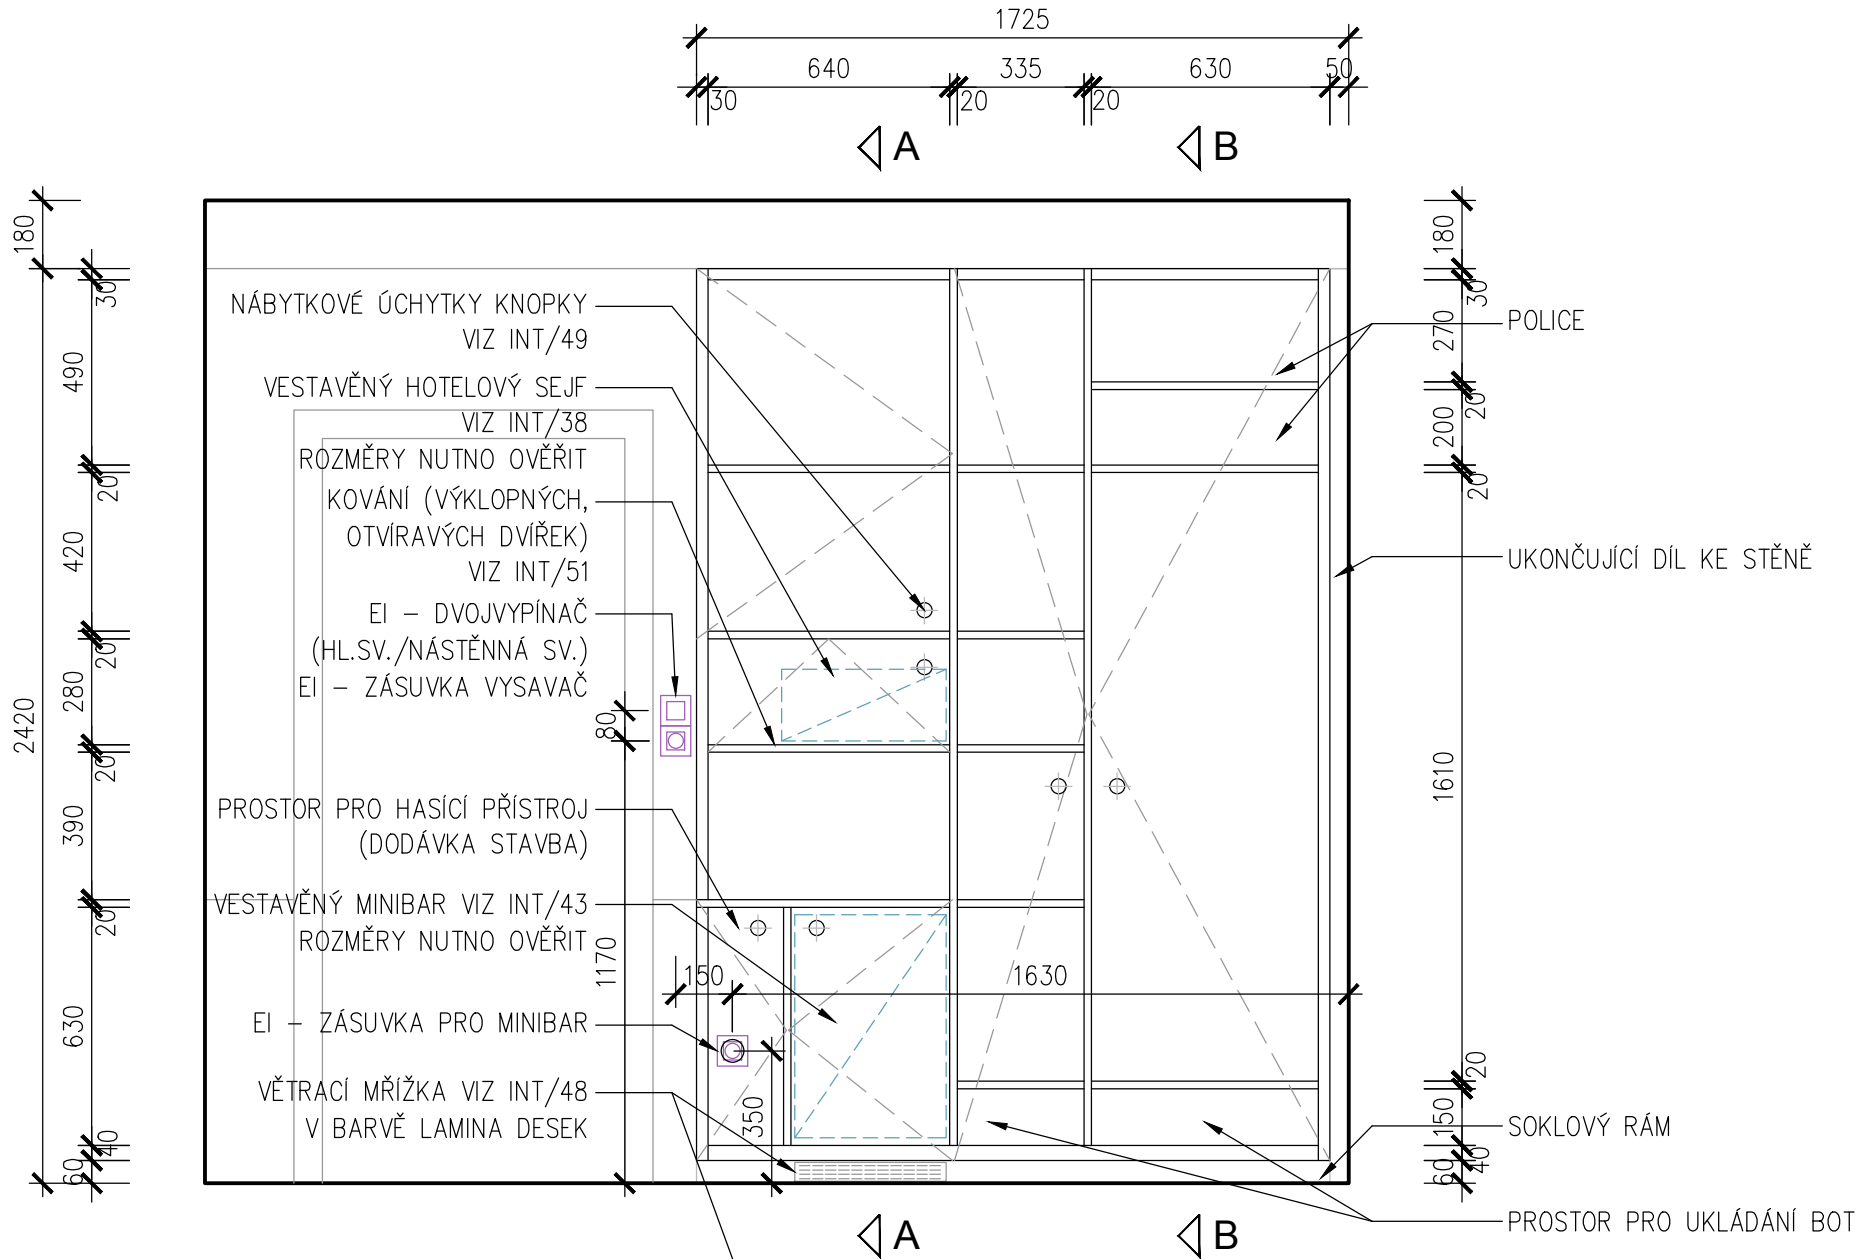 1725
640
335
630
50
30
20
20
A
B
180
30
490
20
420
20
280
20
390
20
630
40
60
2420
NÁBYTKOVÉ ÚCHYTKY KNOPKY
VIZ INT/49
VESTAVĚNÝ HOTELOVÝ SEJF
VIZ INT/38
ROZMĚRY NUTNO OVĚŘIT
KOVÁNÍ (VÝKLOPNÝCH,
OTVÍRAVÝCH DVÍŘEK)
VIZ INT/51
EI – DVOJVYPÍNAČ
(HL.SV./NÁSTĚNNÁ SV.)
EI – ZÁSUVKA VYSAVAČ
80
PROSTOR PRO HASÍCÍ PŘÍSTROJ
(DODÁVKA STAVBA)
VESTAVĚNÝ MINIBAR VIZ INT/43
ROZMĚRY NUTNO OVĚŘIT
1170
150
1630
EI – ZÁSUVKA PRO MINIBAR
VĚTRACÍ MŘÍŽKA VIZ INT/48
V BARVĚ LAMINA DESEK
350
180
30
270
20
200
20
1610
20
150
40
60
POLICE
UKONČUJÍCÍ DÍL KE STĚNĚ
SOKLOVÝ RÁM
PROSTOR PRO UKLÁDÁNÍ BOT
A
B